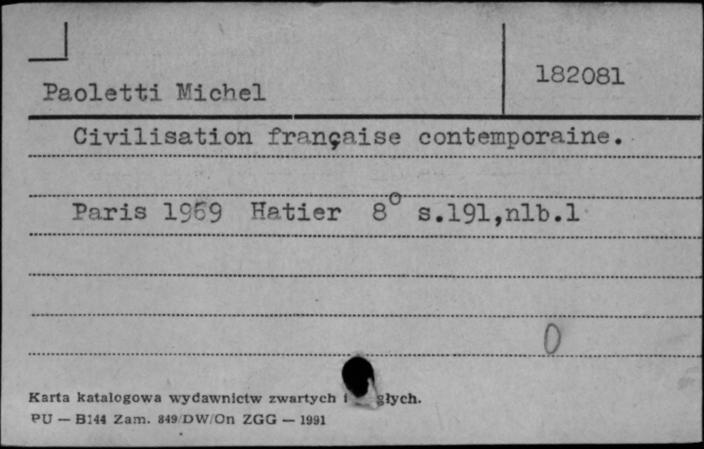 Paoletti Michel
182081
Civilisation française contemporaine.
Paris 1969 Hatier 8° s.191,nlb.1
0
Karta katalogowa wydawnictw zwartych i głych.
PU — B144 Zam. 849/DW/On ZGG — 1991